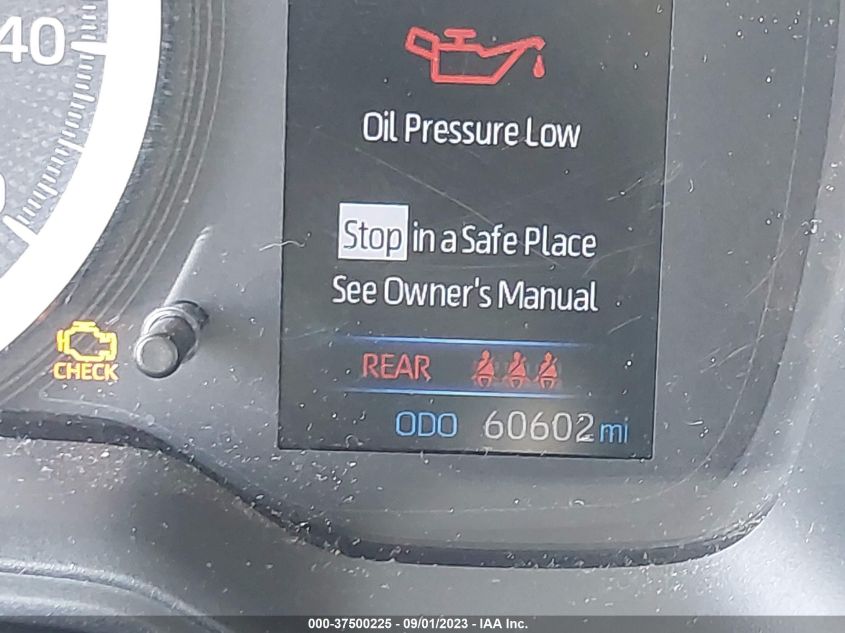 40
Oil Pressure Low
Stop in a Safe Place
See Owner's Manual
CHECK
REAR
ODO 60602 mi
000-37500225 - 09/01/2023 - IAA Inc.